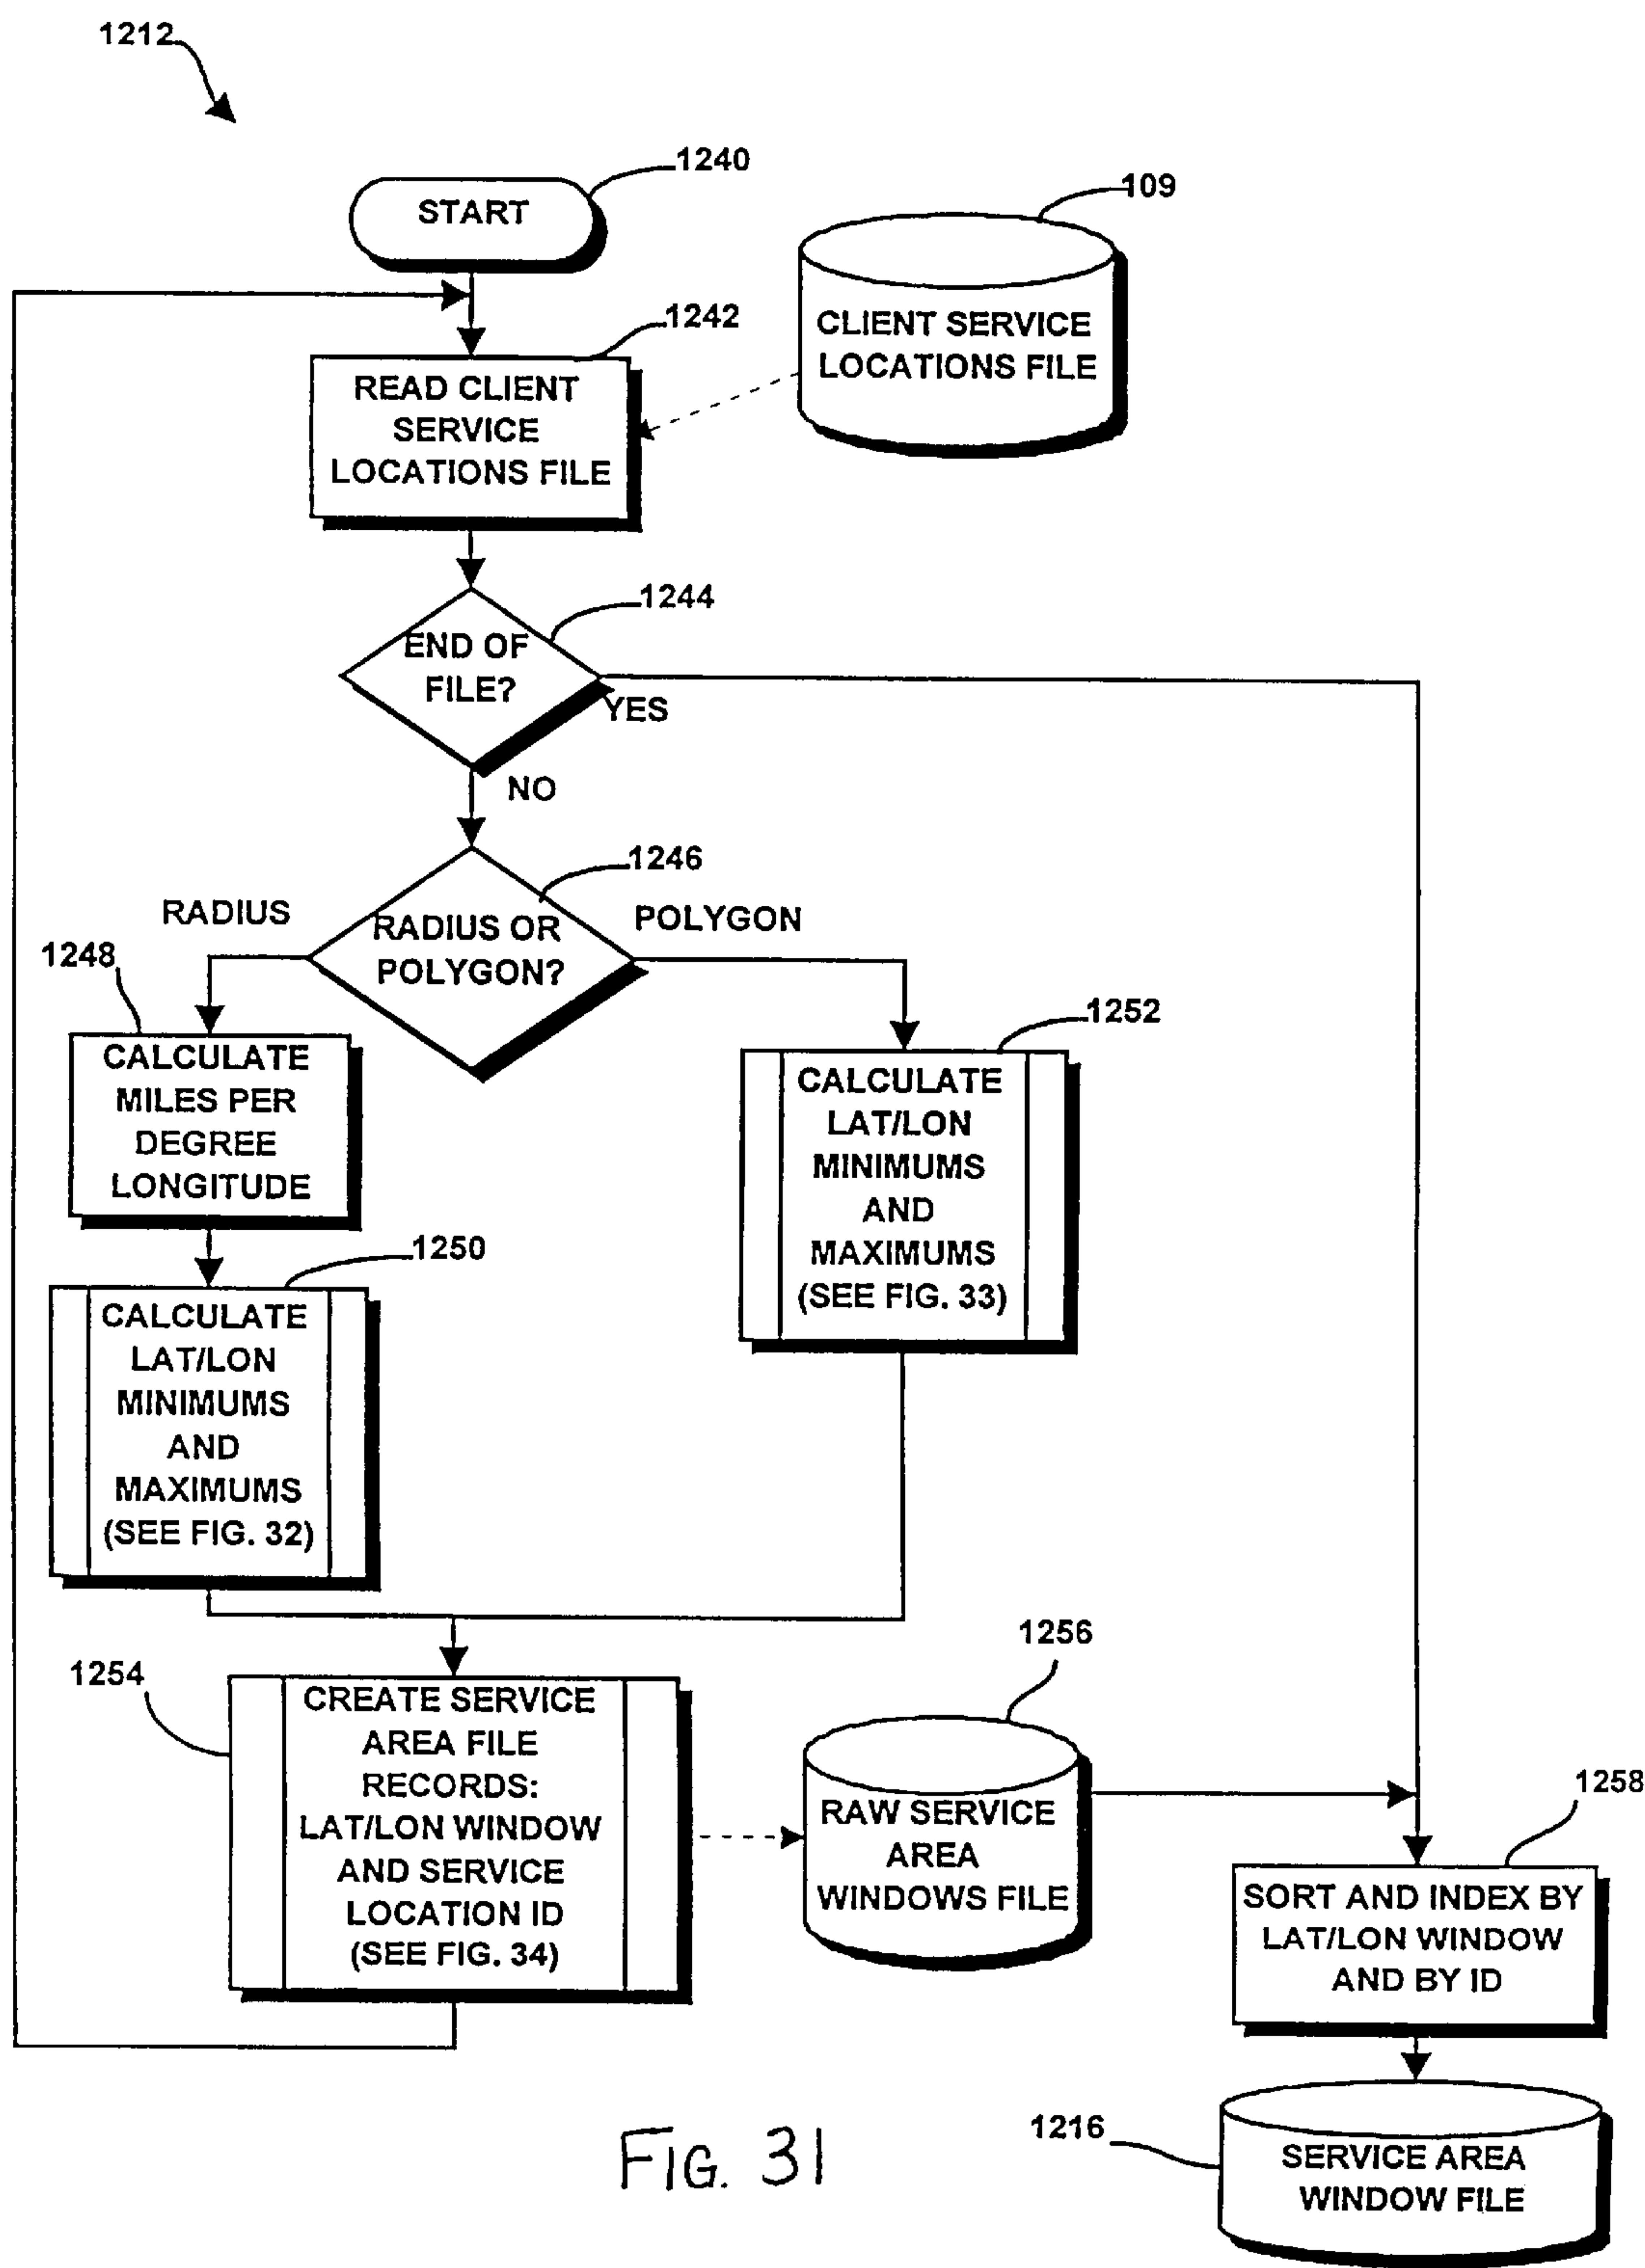 1212
1240
START
109
CLIENT SERVICE
LOCATIONS FILE
1242
READ CLIENT
SERVICE
LOCATIONS FILE
1244
END OF
FILE?
YES
NO
1246
RADIUS
RADIUS OR
POLYGON?
POLYGON
1248
CALCULATE
MILES PER
DEGREE
LONGITUDE
1252
CALCULATE
LAT/LON
MINIMUMS
AND
MAXIMUMS
(SEE FIG. 33)
1250
CALCULATE
LAT/LON
MINIMUMS
AND
MAXIMUMS
(SEE FIG. 32)
1254
CREATE SERVICE
AREA FILE
RECORDS:
LAT/LON WINDOW
AND SERVICE
LOCATION ID
(SEE FIG. 34)
1256
RAW SERVICE
AREA
WINDOWS FILE
1258
SORT AND INDEX BY
LAT/LON WINDOW
AND BY ID
1216
SERVICE AREA
WINDOW FILE
FIG. 31